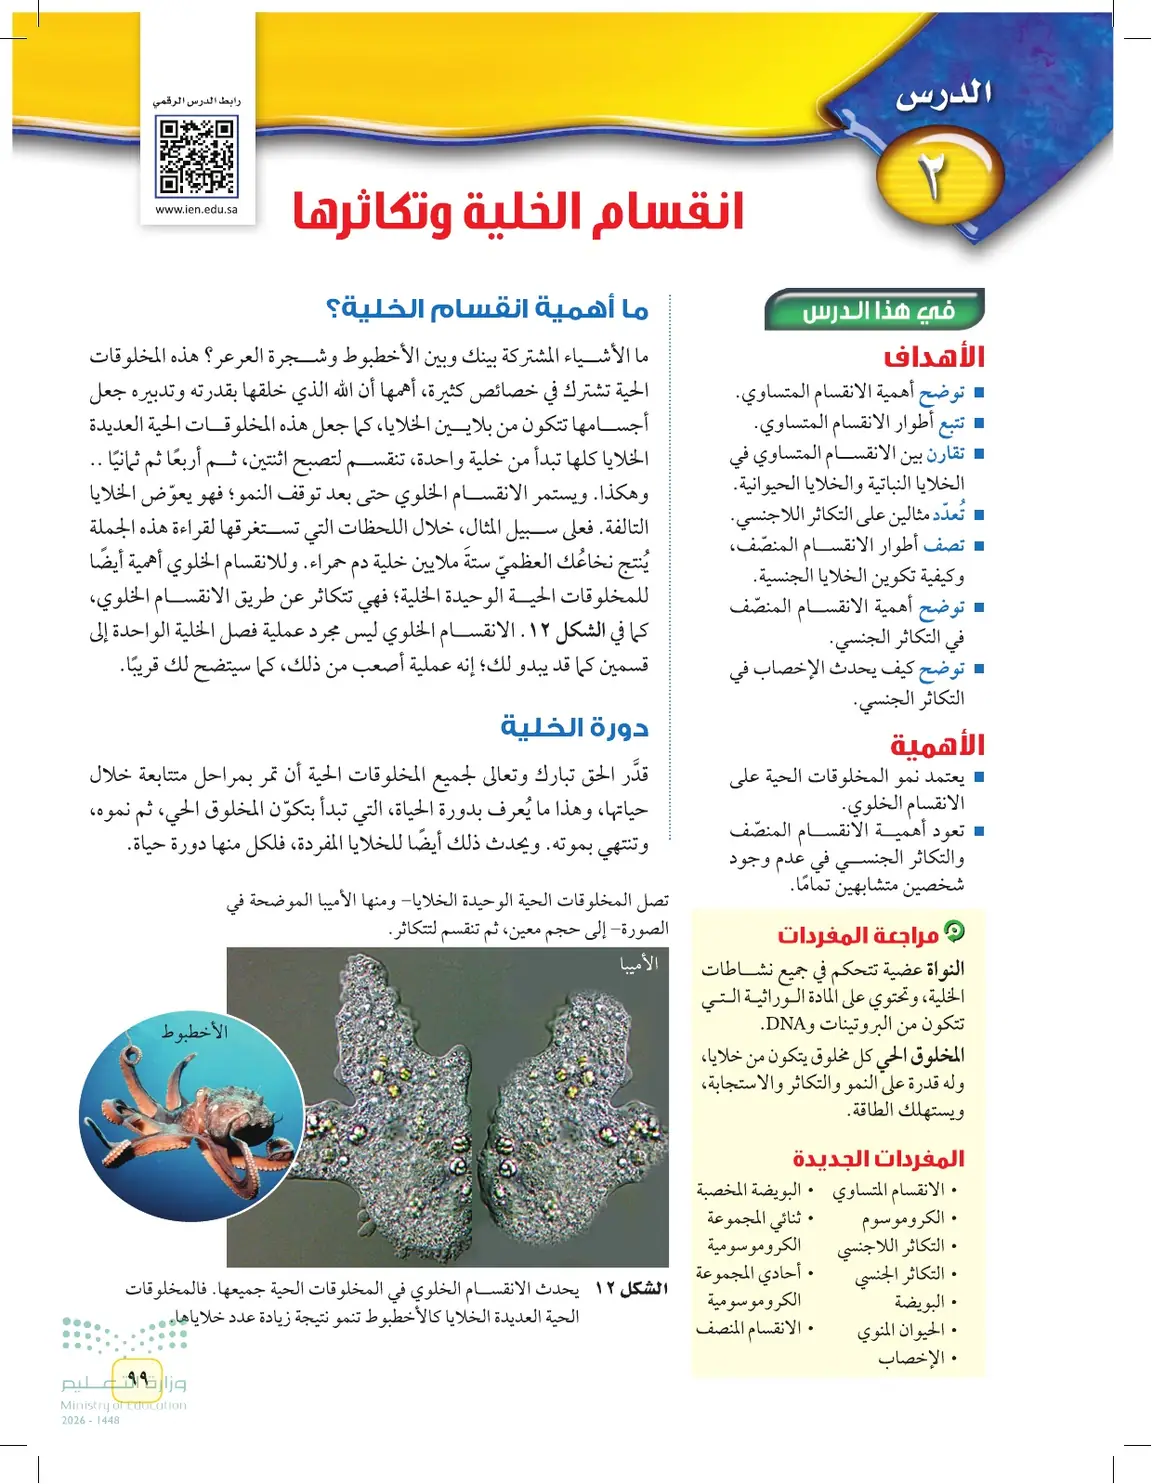 رابط الدرس الرقمي
www.ien.edu.sa
الدرس
٢
انقسام الخلية وتكاثرها
في هذا الدرس
الأهداف
توضح أهمية الانقسام المتساوي.
تتبع أطوار الانقسام المتساوي.
تقارن بين الانقسام المتساوي في
الخلايا النباتية والخلايا الحيوانية.
تُعدّد مثالين على التكاثر اللاجنسي.
تصف أطوار الانقسام المنصّف،
وكيفية تكوين الخلايا الجنسية.
توضح أهمية الانقسام المنصّف
في التكاثر الجنسي.
توضح كيف يحدث الإخصاب في
التكاثر الجنسي.
الأهمية
يعتمد نمو المخلوقات الحية على
الانقسام الخلوي.
تعود أهمية الانقسام المنصّف
والتكاثر الجنسي في عدم وجود
شخصين متشابهين تمامًا.
مراجعة المفردات
النواة عضية تتحكم في جميع نشاطات
الخلية، وتحتوي على المادة الوراثية التي
تتكون من البروتينات وDNA.
المخلوق الحي كل مخلوق يتكون من خلايا،
وله قدرة على النمو والتكاثر والاستجابة،
ويستهلك الطاقة.
المفردات الجديدة
• الانقسام المتساوي
• الكروموسوم
• التكاثر اللاجنسي
• التكاثر الجنسي
• البويضة
• الحيوان المنوي
• الإخصاب
• البويضة المخصبة
• ثنائي المجموعة
الكروموسومية
• أحادي المجموعة
الكروموسومية
• الانقسام المنصف
ما أهمية انقسام الخلية؟
ما الأشياء المشتركة بينك وبين الأخطبوط وشجرة العرعر؟ هذه المخلوقات
الحية تشترك في خصائص كثيرة، أهمها أن الله الذي خلقها بقدرته وتدبيره جعل
أجسامها تتكون من بلايين الخلايا، كما جعل هذه المخلوقات الحية العديدة
الخلايا كلها تبدأ من خلية واحدة، تنقسم لتصبح اثنتين، ثم أربعًا ثم ثمانيًا ..
وهكذا. ويستمر الانقسام الخلوي حتى بعد توقف النمو؛ فهو يعوّض الخلايا
التالفة. فعلى سبيل المثال، خلال اللحظات التي تستغرقها لقراءة هذه الجملة
يُنتج نخاعُك العظميّ ستةَ ملايين خلية دم حمراء. وللانقسام الخلوي أهمية أيضًا
للمخلوقات الحية الوحيدة الخلية؛ فهي تتكاثر عن طريق الانقسام الخلوي،
كما في الشكل ١٢. الانقسام الخلوي ليس مجرد عملية فصل الخلية الواحدة إلى
قسمين كما قد يبدو لك؛ إنه عملية أصعب من ذلك، كما سيتضح لك قريبًا.
دورة الخلية
قدَّر الحق تبارك وتعالى لجميع المخلوقات الحية أن تمر بمراحل متتابعة خلال
حياتها، وهذا ما يُعرف بدورة الحياة، التي تبدأ بتكوّن المخلوق الحي، ثم نموه،
وتنتهي بموته. ويحدث ذلك أيضًا للخلايا المفردة، فلكل منها دورة حياة.
تصل المخلوقات الحية الوحيدة الخلايا- ومنها الأميبا الموضحة في
الصورة- إلى حجم معين، ثم تنقسم لتتكاثر.
الأميبا
الأخطبوط
الشكل ١٢ يحدث الانقسام الخلوي في المخلوقات الحية جميعها. فالمخلوقات
الحية العديدة الخلايا كالأخطبوط تنمو نتيجة زيادة عدد خلاياها.
وزارة التعليم
٩٩
Ministry of Education
2026 - 1448